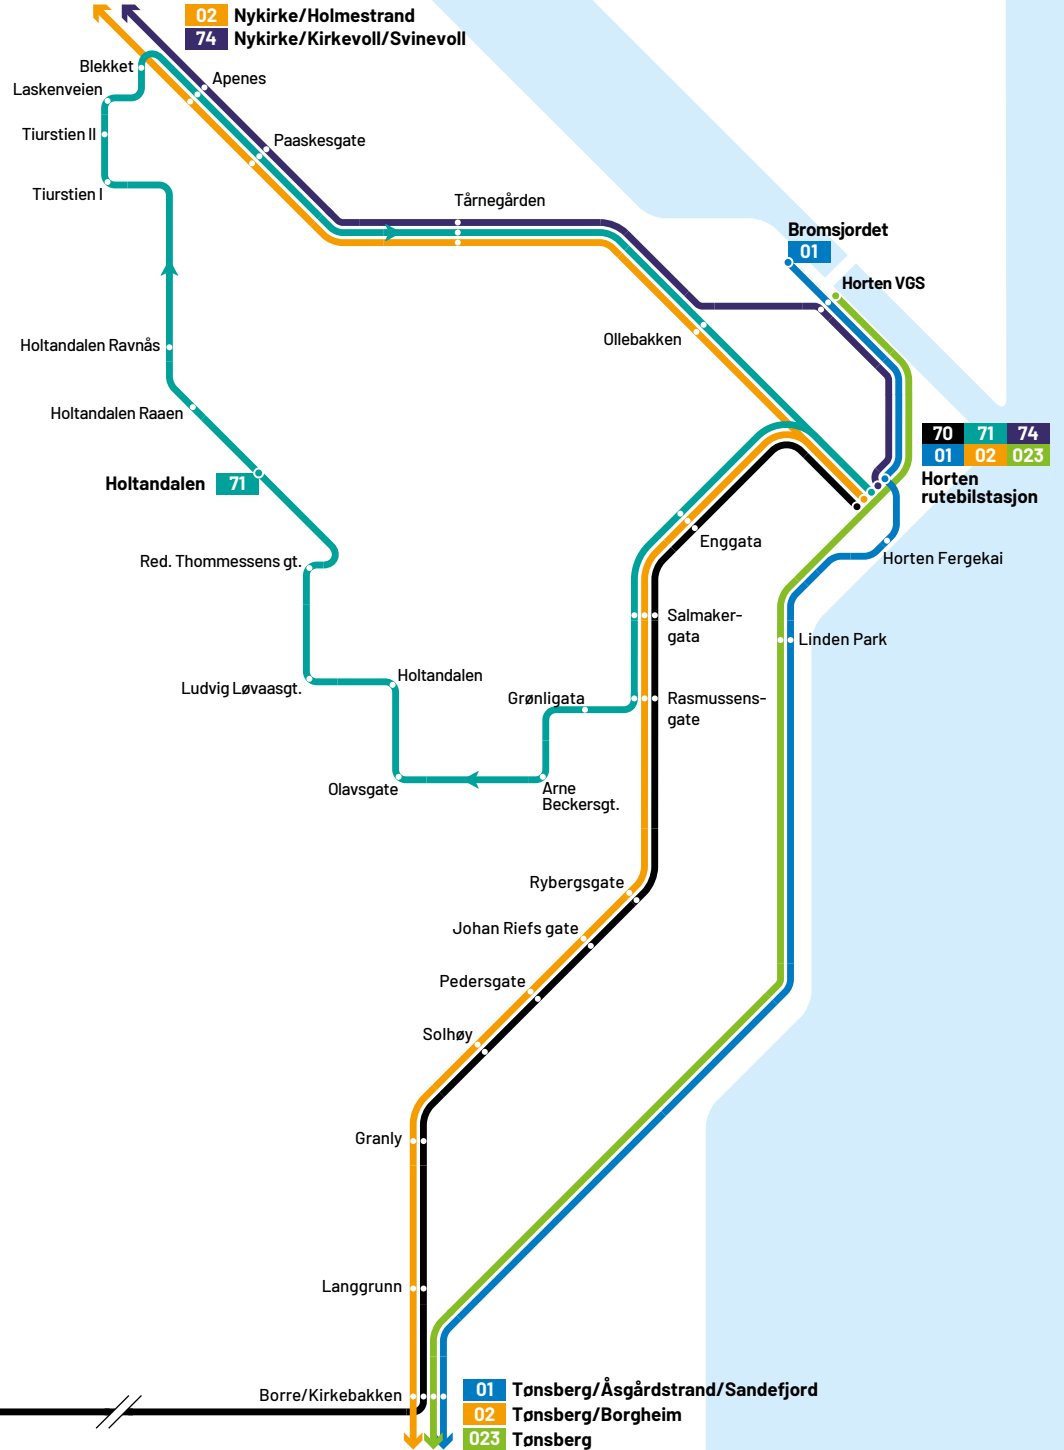 02 Nykirke/Holmestrand
74 Nykirke/Kirkevoll/Svinevoll
Blekket
Apenes
Laskenveien
Tiurstien II
Paaskesgate
Tiurstien I
Tårnegården
Bromsjordet
01
Horten VGS
Ollebakken
Holtandalen Ravnås
Holtandalen Raaen
70 71 74
01 02 023
Horten
rutebilstasjon
Holtandalen 71
Enggata
Red. Thommessens gt.
Horten Fergekai
Salmaker-
gata
Linden Park
Holtandalen
Ludvig Løvaasgt.
Grønligata
Rasmussens-
gate
Olavsgate
Arne
Beckersgt.
Rybergsgate
Johan Riefs gate
Pedersgate
Solhøy
Granly
Langgrunn
Borre/Kirkebakken
01 Tønsberg/Åsgårdstrand/Sandefjord
02 Tønsberg/Borgheim
023 Tønsberg